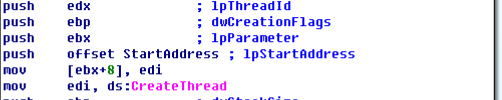 push edx ; lpThreadId
push ebp ; dwCreationFlags
push ebx ; lpParameter
push offset StartAddress ; lpStartAddress
mov [ebx+8], edi
mov edi, ds:CreateThread
push ebp ; dwStackSize